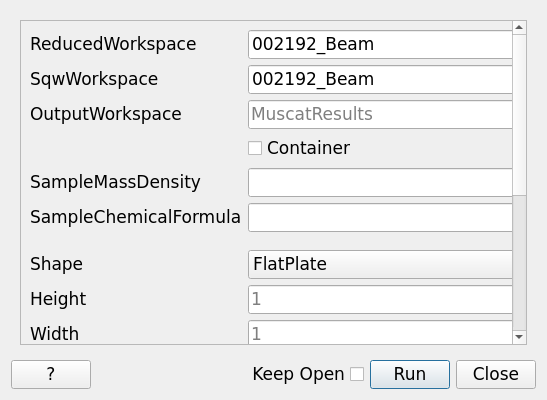 ReducedWorkspace 002192_Beam
SqwWorkspace 002192_Beam
OutputWorkspace MuscatResults
Container
SampleMassDensity
SampleChemicalFormula
Shape FlatPlate
Height 1
Width 1
? Keep Open Run Close